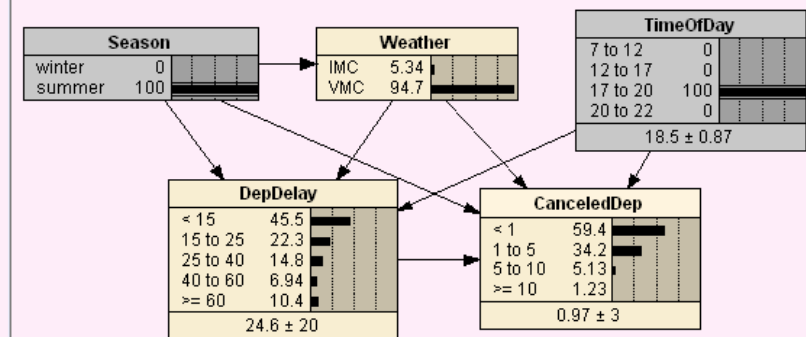 Season
winter 0
summer 100
Weather
IMC 5.34
VMC 94.7
TimeOfDay
7 to 12 0
12 to 17 0
17 to 20 100
20 to 22 0
18.5 ± 0.87
DepDelay
< 15 45.5
15 to 25 22.3
25 to 40 14.8
40 to 60 6.94
>= 60 10.4
24.6 ± 20
CanceledDep
< 1 59.4
1 to 5 34.2
5 to 10 5.13
>= 10 1.23
0.97 ± 3